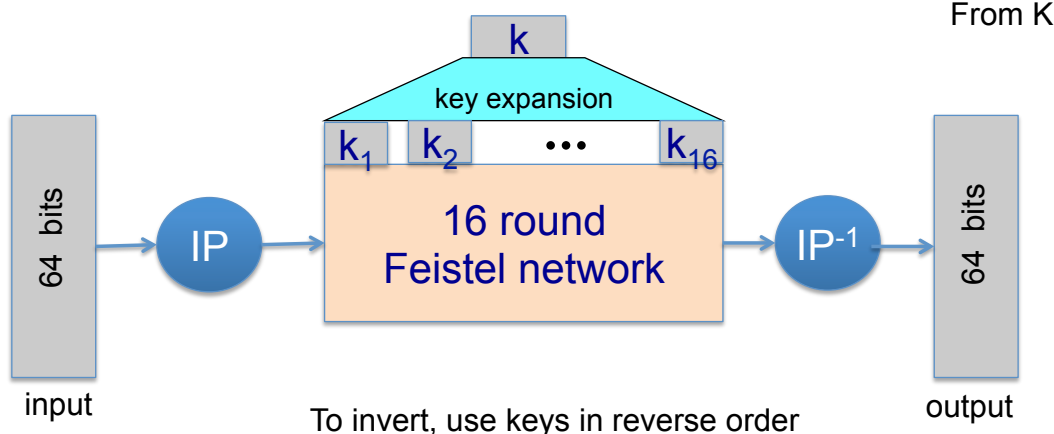 From K
k
key expansion
k₁ k₂ ••• k₁₆
64 bits
IP
16 round
Feistel network
IP⁻¹
64 bits
input
output
To invert, use keys in reverse order